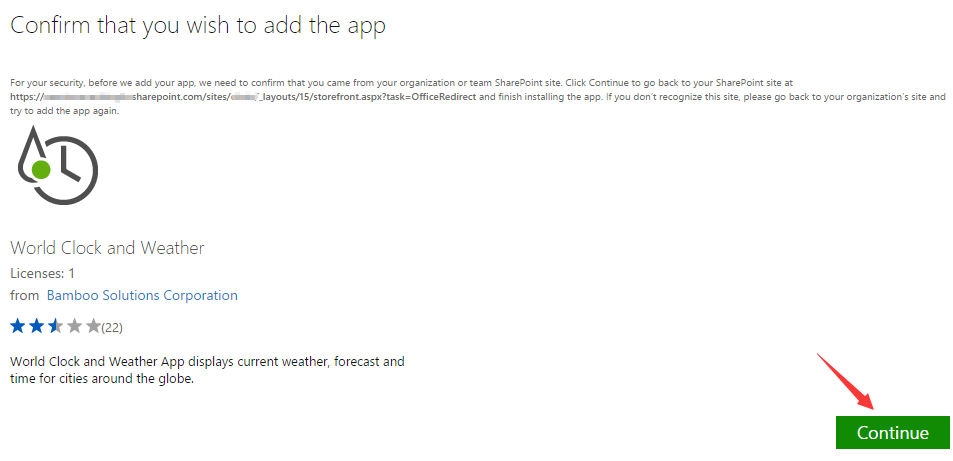 Confirm that you wish to add the app
For your security, before we add your app, we need to confirm that you came from your organization or team SharePoint site. Click Continue to go back to your SharePoint site at
https://sharepoint.com/sites/_layouts/15/storefront.aspx?task=OfficeRedirect and finish installing the app. If you don't recognize this site, please go back to your organization's site and
try to add the app again.
World Clock and Weather
Licenses: 1
from Bamboo Solutions Corporation
(22)
World Clock and Weather App displays current weather, forecast and
time for cities around the globe.
Continue